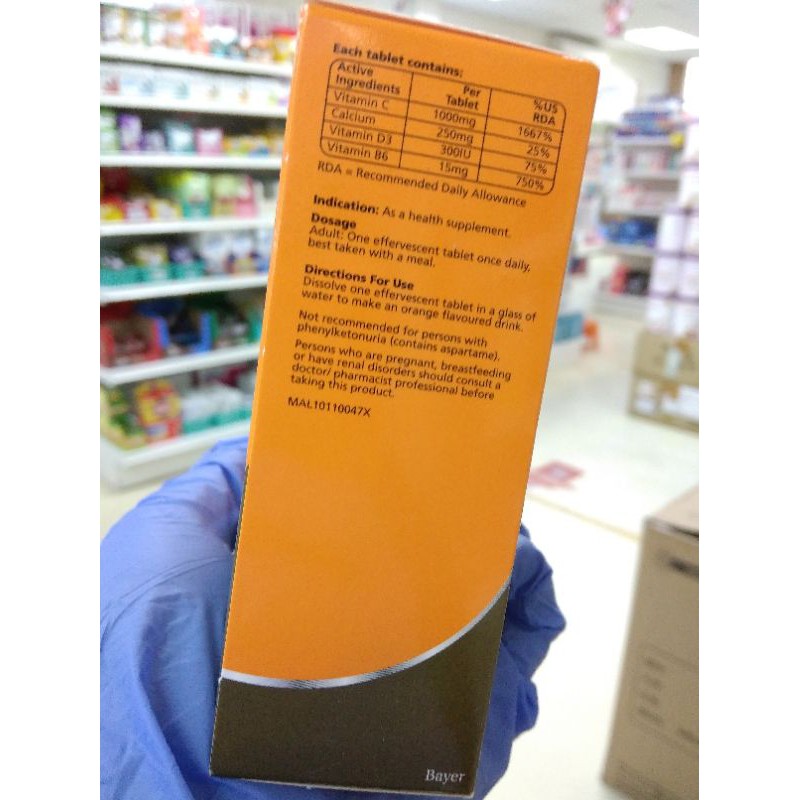 Each tablet contains:
Active Ingredients Per Tablet %US RDA
Vitamin C 1000mg 1667%
Calcium 250mg 25%
Vitamin D3 300IU 75%
Vitamin B6 15mg 750%
RDA = Recommended Daily Allowance
Indication: As a health supplement.
Dosage
Adult: One effervescent tablet once daily,
best taken with a meal.
Directions For Use
Dissolve one effervescent tablet in a glass of
water to make an orange flavoured drink.
Not recommended for persons with
phenylketonuria (contains aspartame).
Persons who are pregnant, breastfeeding
or have renal disorders should consult a
doctor/ pharmacist professional before
taking this product.
MAL10110047X
Bayer